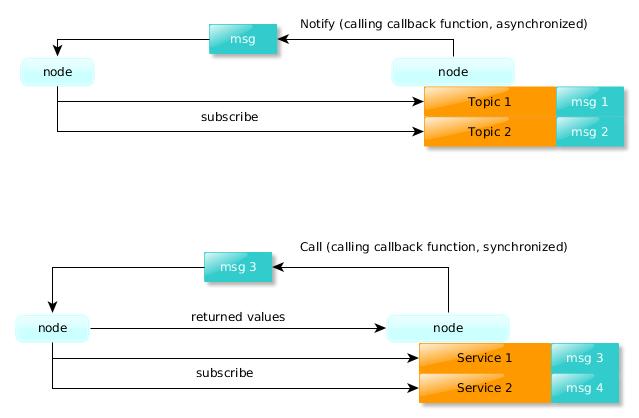 Notify (calling callback function, asynchronized)
msg
node
node
Topic 1
msg 1
subscribe
Topic 2
msg 2
Call (calling callback function, synchronized)
msg 3
returned values
node
node
Service 1
msg 3
subscribe
Service 2
msg 4